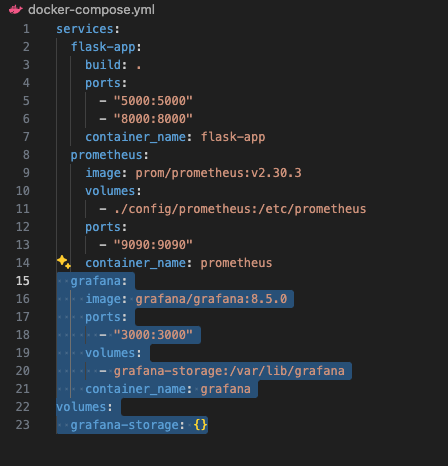 docker-compose.yml
1 services:
2   flask-app:
3     build: .
4     ports:
5       - "5000:5000"
6       - "8000:8000"
7     container_name: flask-app
8   prometheus:
9     image: prom/prometheus:v2.30.3
10     volumes:
11       - ./config/prometheus:/etc/prometheus
12     ports:
13       - "9090:9090"
14     container_name: prometheus
15   grafana:
16     image: grafana/grafana:8.5.0
17     ports:
18       - "3000:3000"
19     volumes:
20       - grafana-storage:/var/lib/grafana
21     container_name: grafana
22 volumes:
23   grafana-storage: {}